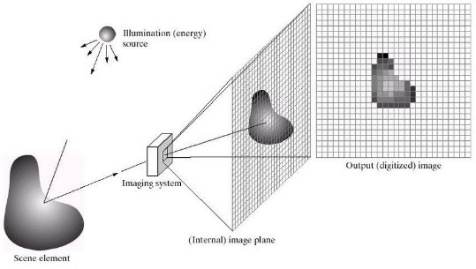 Illumination (energy)
source
Output (digitized) image
Imaging system
(Internal) image plane
Scene element